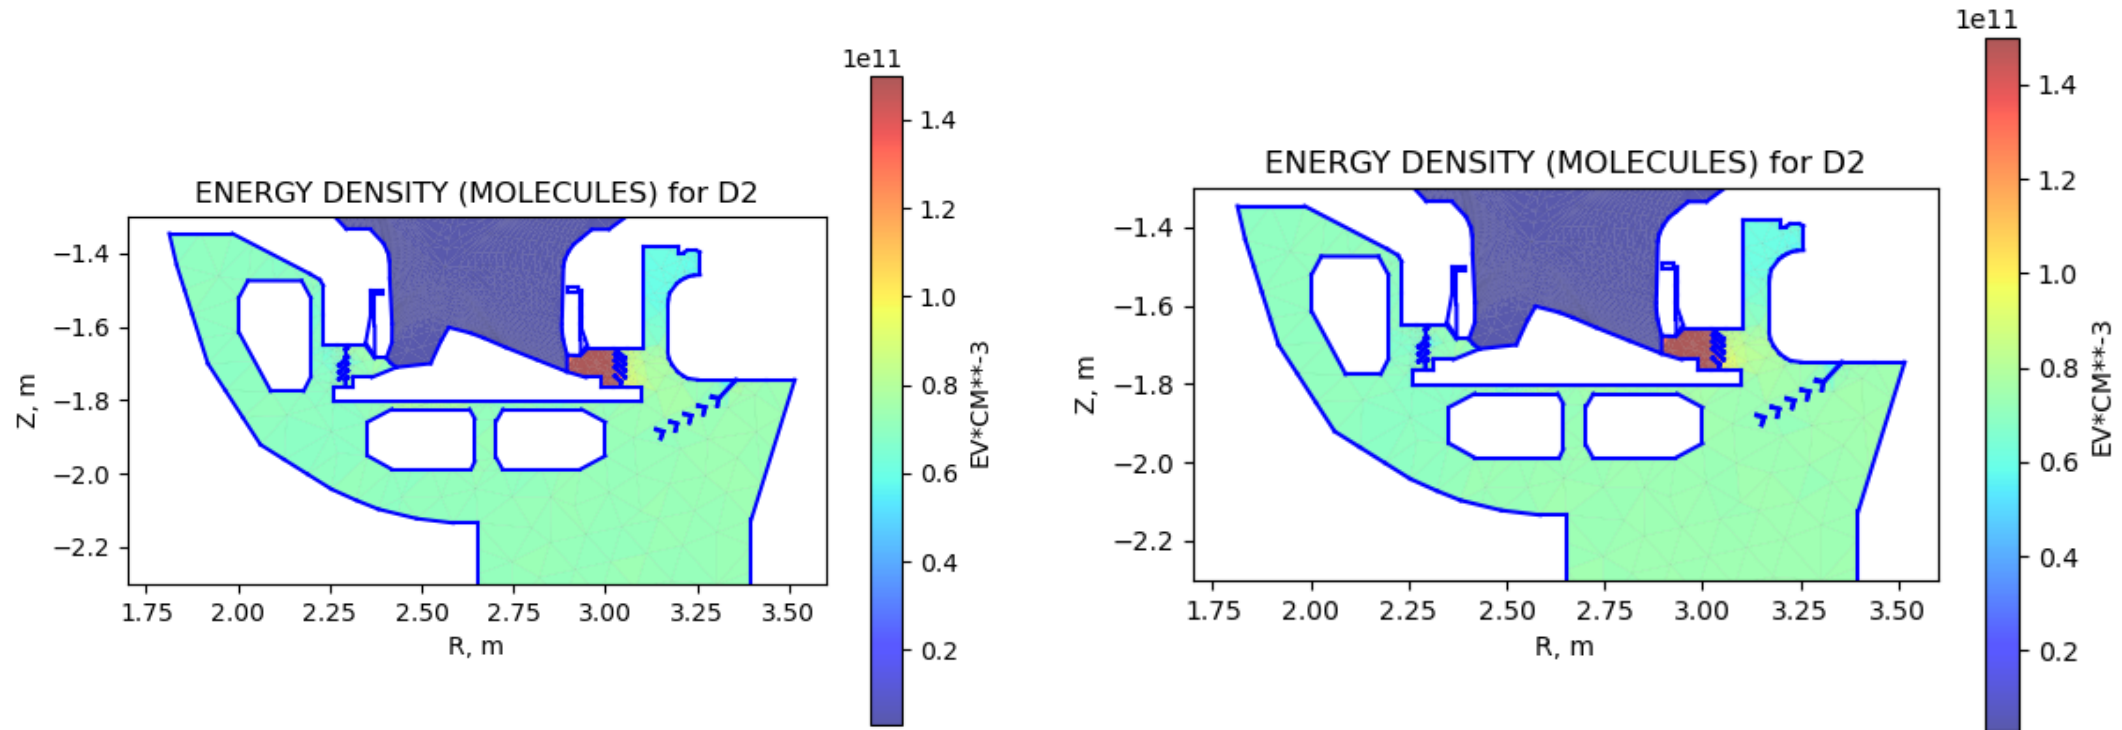 1e11
ENERGY DENSITY (MOLECULES) for D2
−1.4
−1.6
−1.8
−2.0
−2.2
Z, m
1.75 2.00 2.25 2.50 2.75 3.00 3.25 3.50
R, m
1.4
1.2
1.0
0.8
0.6
0.4
0.2
EV*CM**-3
1e11
ENERGY DENSITY (MOLECULES) for D2
−1.4
−1.6
−1.8
−2.0
−2.2
Z, m
1.75 2.00 2.25 2.50 2.75 3.00 3.25 3.50
R, m
1.4
1.2
1.0
0.8
0.6
0.4
0.2
EV*CM**-3